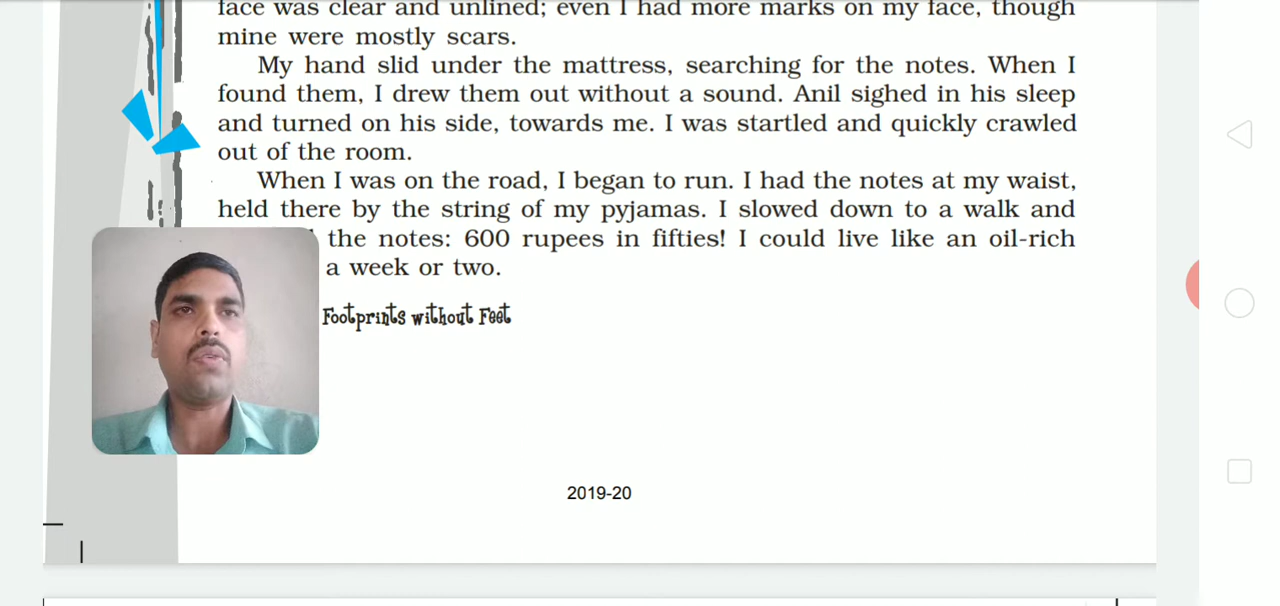 face was clear and unlined; even I had more marks on my face, though
mine were mostly scars.
My hand slid under the mattress, searching for the notes. When I
found them, I drew them out without a sound. Anil sighed in his sleep
and turned on his side, towards me. I was startled and quickly crawled
out of the room.
When I was on the road, I began to run. I had the notes at my waist,
held there by the string of my pyjamas. I slowed down to a walk and
the notes: 600 rupees in fifties! I could live like an oil-rich
a week or two.
Footprints without Feet
2019-20